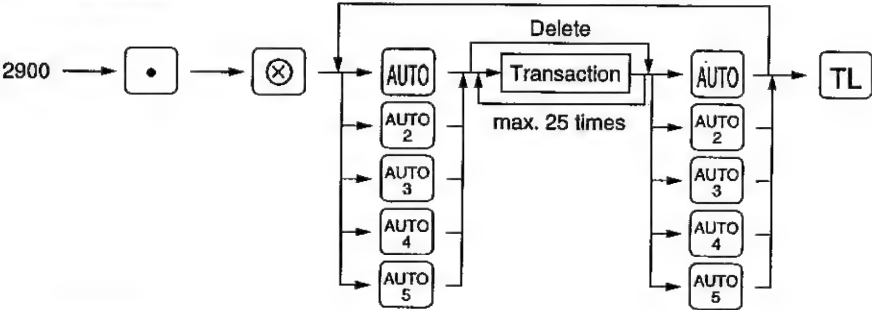 Delete
2900 • ⊗ AUTO Transaction AUTO TL
max. 25 times
AUTO 2 AUTO 2
AUTO 3 AUTO 3
AUTO 4 AUTO 4
AUTO 5 AUTO 5